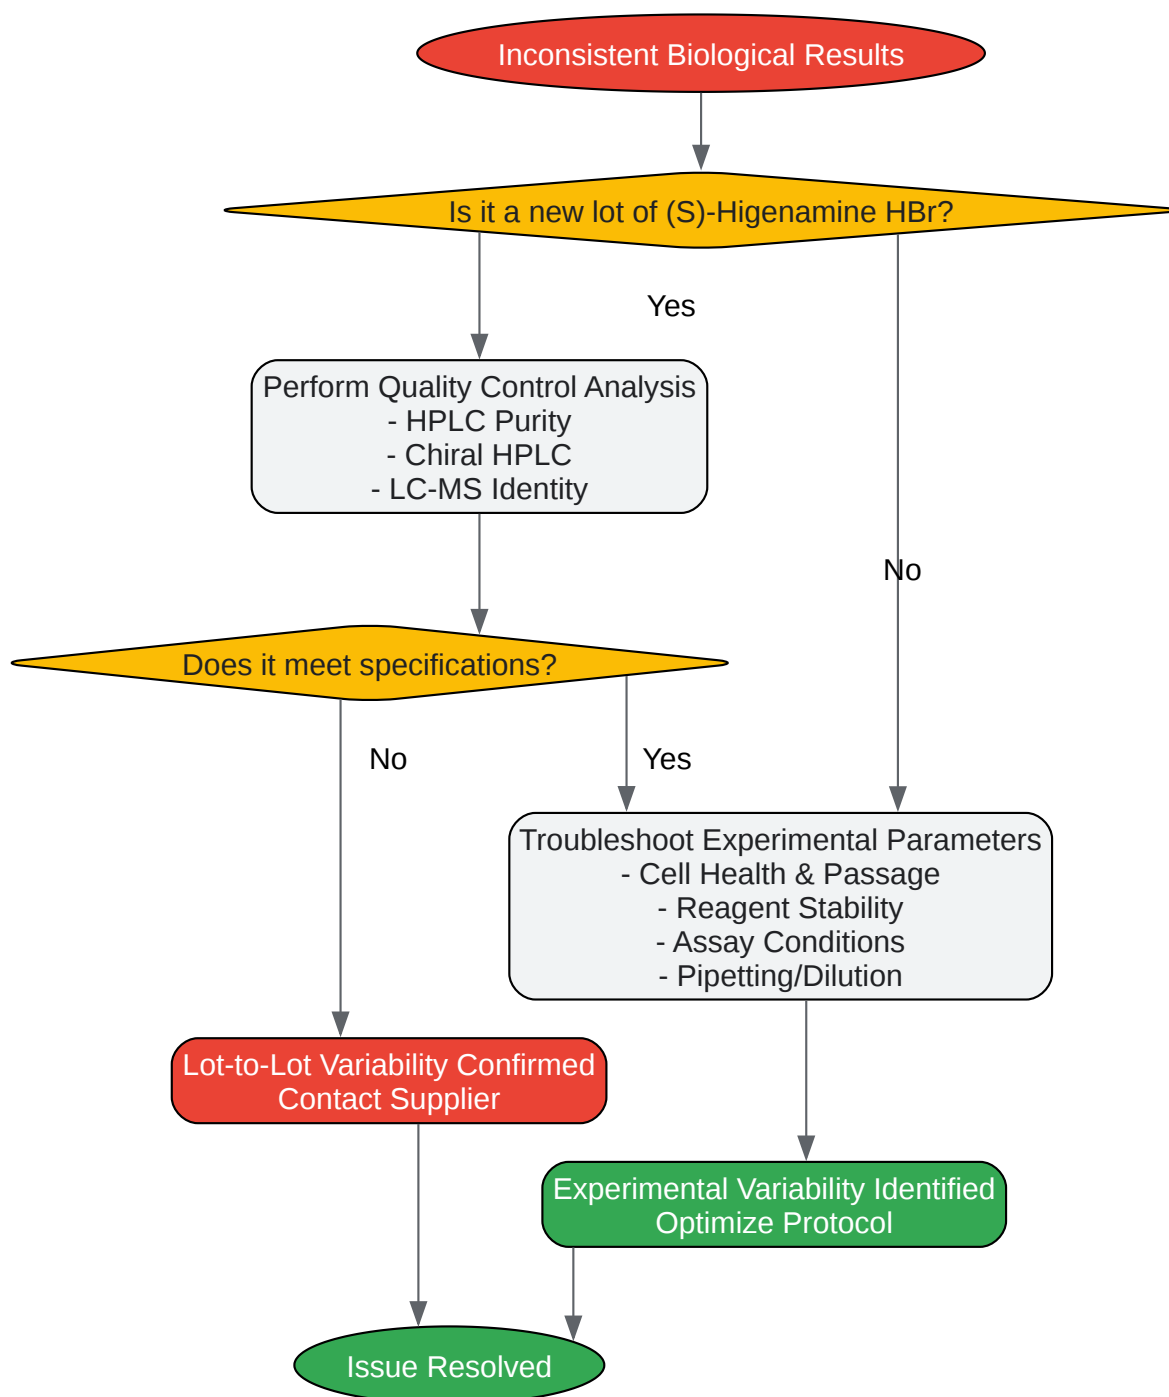 Inconsistent Biological Results
Is it a new lot of (S)-Higenamine HBr?
Yes
Perform Quality Control Analysis
- HPLC Purity
- Chiral HPLC
- LC-MS Identity
No
Does it meet specifications?
No
Yes
Troubleshoot Experimental Parameters
- Cell Health & Passage
- Reagent Stability
- Assay Conditions
- Pipetting/Dilution
Lot-to-Lot Variability Confirmed
Contact Supplier
Experimental Variability Identified
Optimize Protocol
Issue Resolved